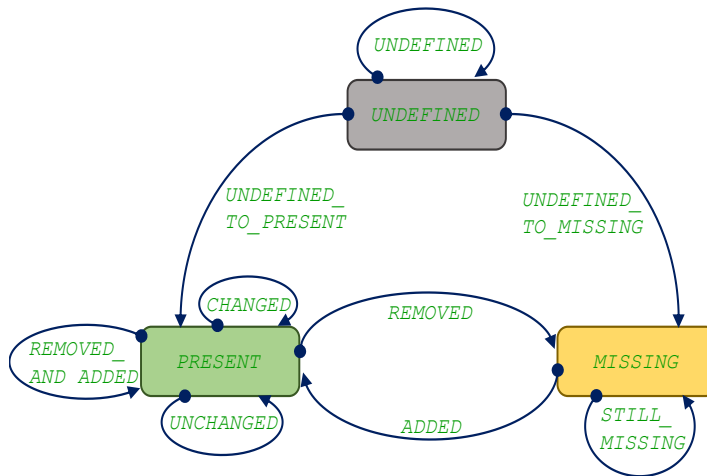 UNDEFINED
UNDEFINED
UNDEFINED_
TO_PRESENT
UNDEFINED_
TO_MISSING
CHANGED
REMOVED
REMOVED_
AND ADDED
PRESENT
MISSING
UNCHANGED
ADDED
STILL_
MISSING